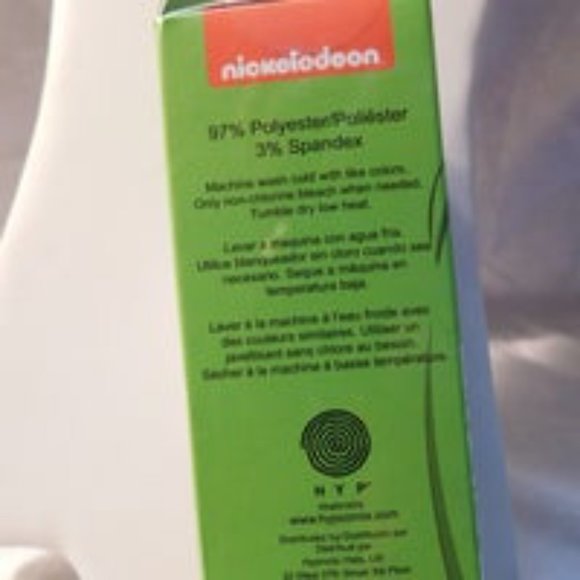 nickelodeon
97% Polyester/Poliéster
3% Spandex
Machine wash cold with like colors.
Only non-chlorine bleach when needed.
Tumble dry low heat.
Lavar a máquina con agua fría.
Utilice blanqueador sin cloro cuando sea
necesario. Seque a máquina en
temperatura baja.
Laver à la machine à l'eau froide avec
des couleurs similaires. Utiliser un
javellisant sans chlore au besoin.
Sécher à la machine à basse température.
HYP
Distributed by